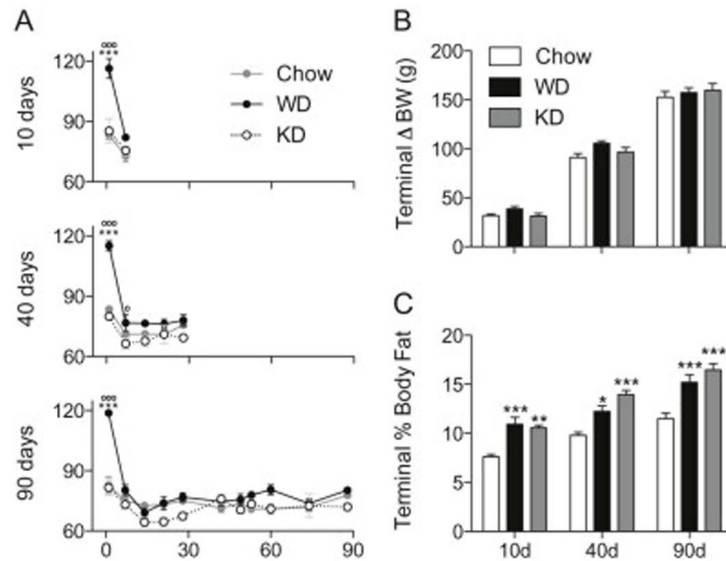 A
10 days
120
90
60
°°°
***
Chow
WD
KD
40 days
120
90
60
°°°
***
°
90 days
120
90
60
°°°
***
0 30 60 90
B
Terminal Δ BW (g)
200
150
100
50
0
Chow
WD
KD
C
Terminal % Body Fat
20
15
10
5
0
*** **
* ***
*** ***
10d 40d 90d